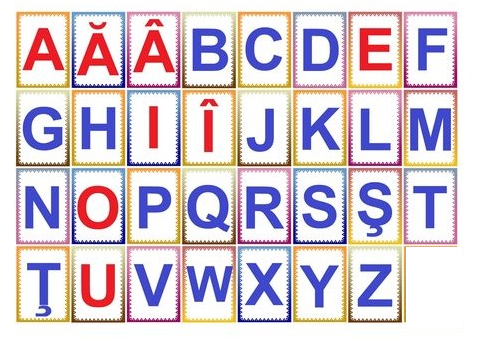 A Ă Â B C D E F
G H I Î J K L M
N O P Q R S Ş T
Ţ U V W X Y Z